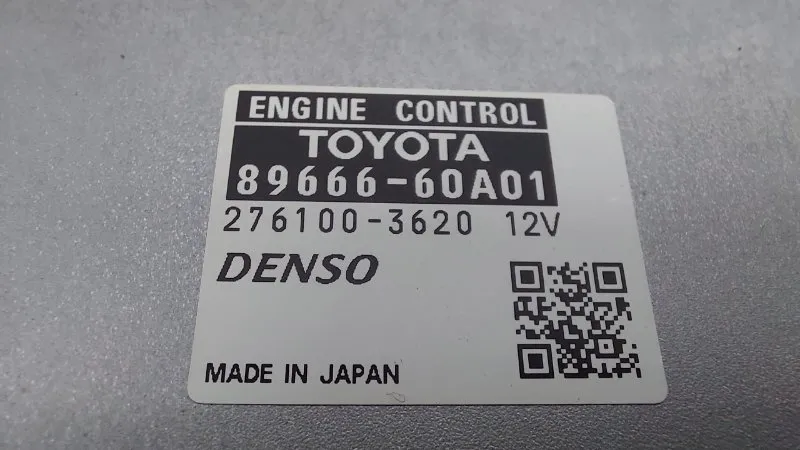 ENGINE CONTROL
TOYOTA
89666-60A01
276100-3620 12V
DENSO
MADE IN JAPAN